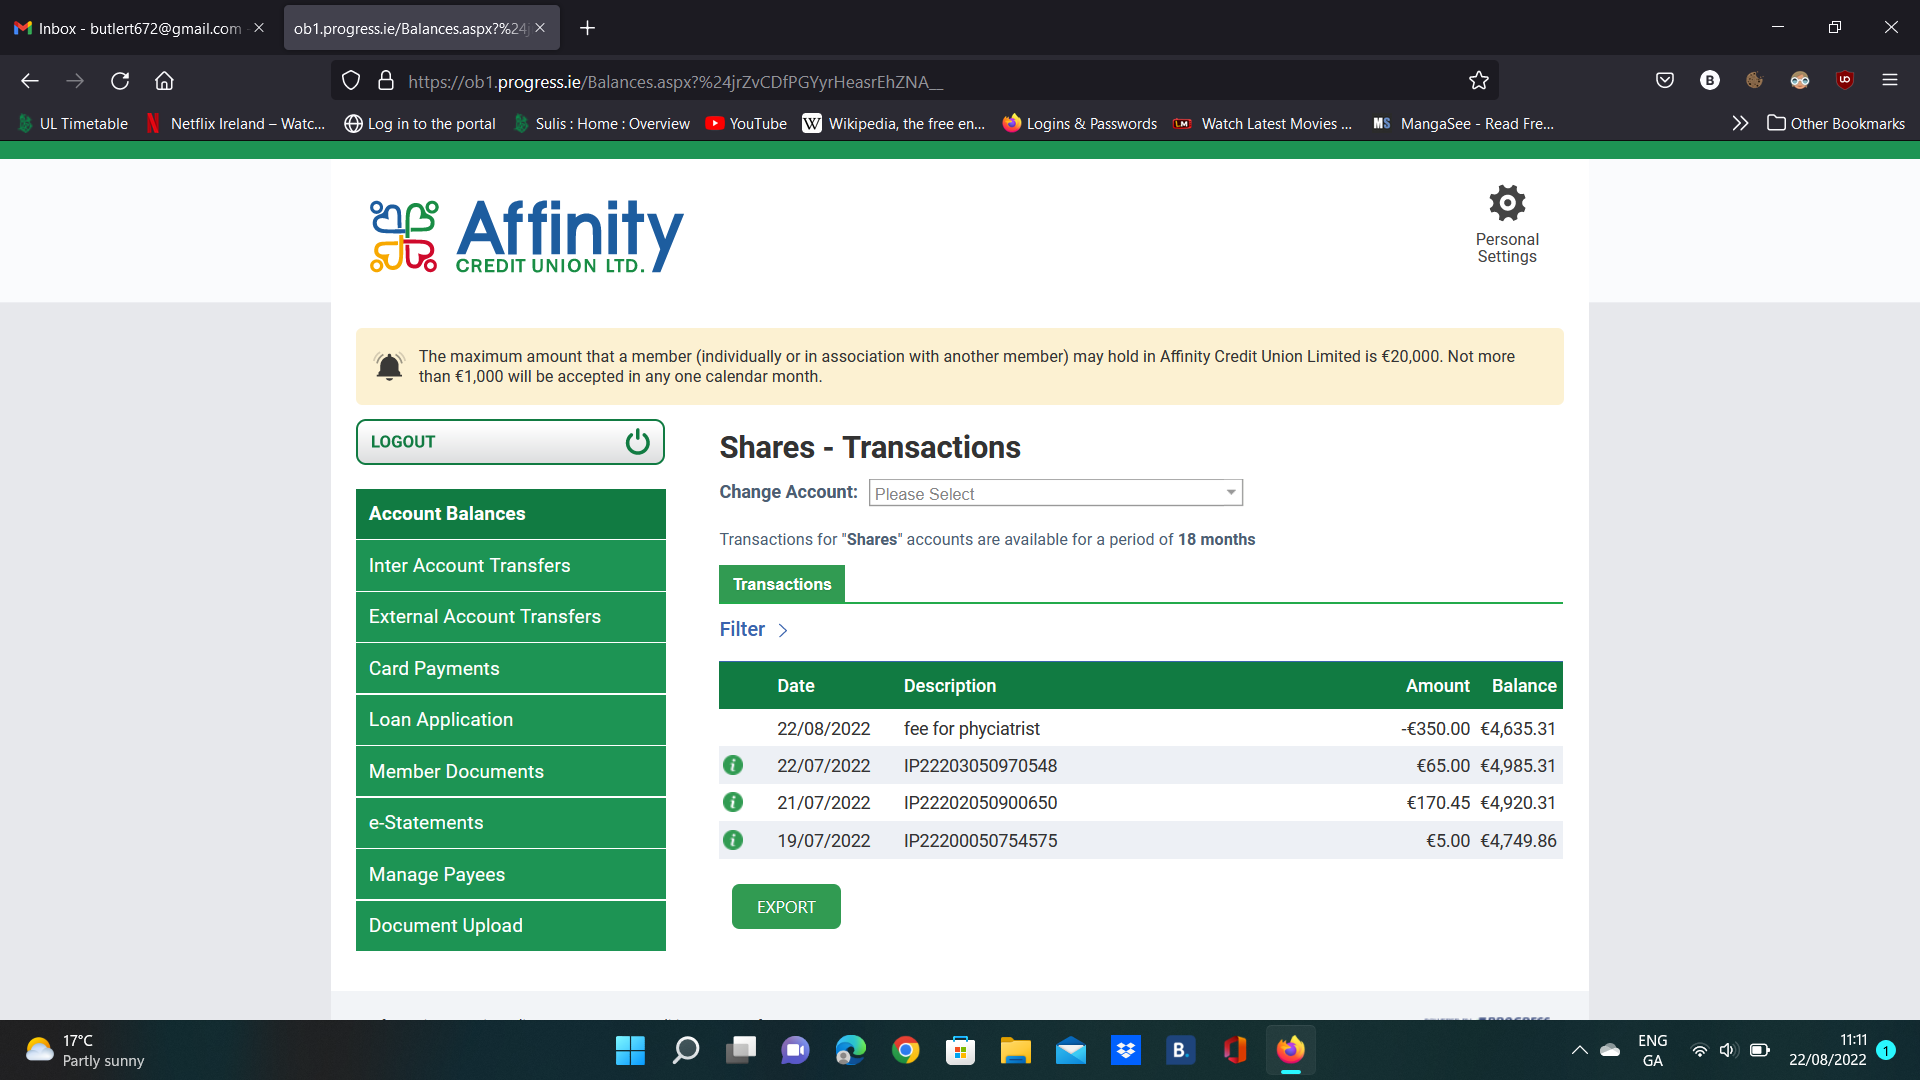 Inbox - butlert672@gmail.com
ob1.progress.ie/Balances.aspx?%24j
https://ob1.progress.ie/Balances.aspx?%24jrZvCDfPGYyrHeasrEhZNA__
B
UL Timetable
Netflix Ireland – Watc...
Log in to the portal
Sulis : Home : Overview
YouTube
W Wikipedia, the free en...
Logins & Passwords
LM Watch Latest Movies ...
MS MangaSee - Read Fre...
Other Bookmarks
Affinity
CREDIT UNION LTD.
Personal
Settings
The maximum amount that a member (individually or in association with another member) may hold in Affinity Credit Union Limited is €20,000. Not more
than €1,000 will be accepted in any one calendar month.
LOGOUT
Account Balances
Inter Account Transfers
External Account Transfers
Card Payments
Loan Application
Member Documents
e-Statements
Manage Payees
Document Upload
Shares - Transactions
Change Account: Please Select
Transactions for "Shares" accounts are available for a period of 18 months
Transactions
Filter
Date Description Amount Balance
22/08/2022 fee for phyciatrist -€350.00 €4,635.31
22/07/2022 IP22203050970548 €65.00 €4,985.31
21/07/2022 IP22202050900650 €170.45 €4,920.31
19/07/2022 IP22200050754575 €5.00 €4,749.86
EXPORT
17°C
Partly sunny
B.
ENG
GA
11:11
22/08/2022
1